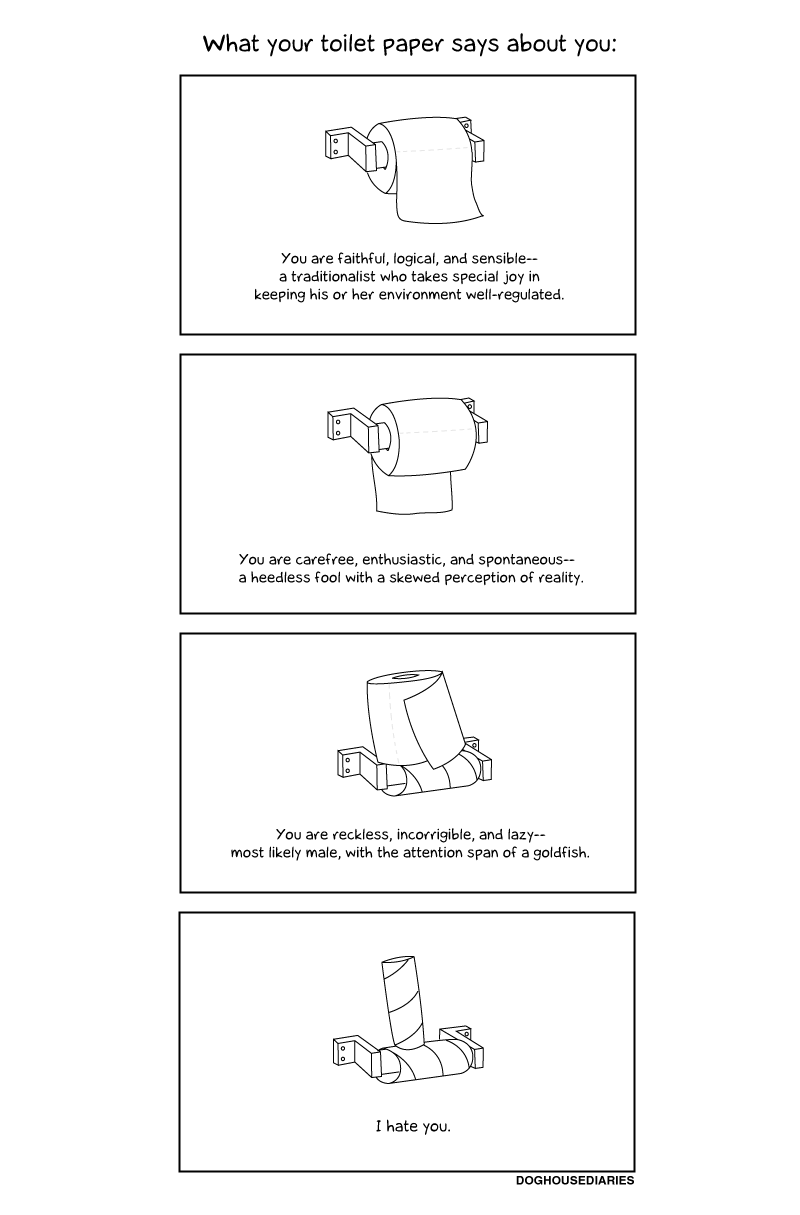 What your toilet paper says about you:
You are faithful, logical, and sensible--
a traditionalist who takes special joy in
keeping his or her environment well-regulated.
You are carefree, enthusiastic, and spontaneous--
a heedless fool with a skewed perception of reality.
You are reckless, incorrigible, and lazy--
most likely male, with the attention span of a goldfish.
I hate you.
DOGHOUSEDIARIES